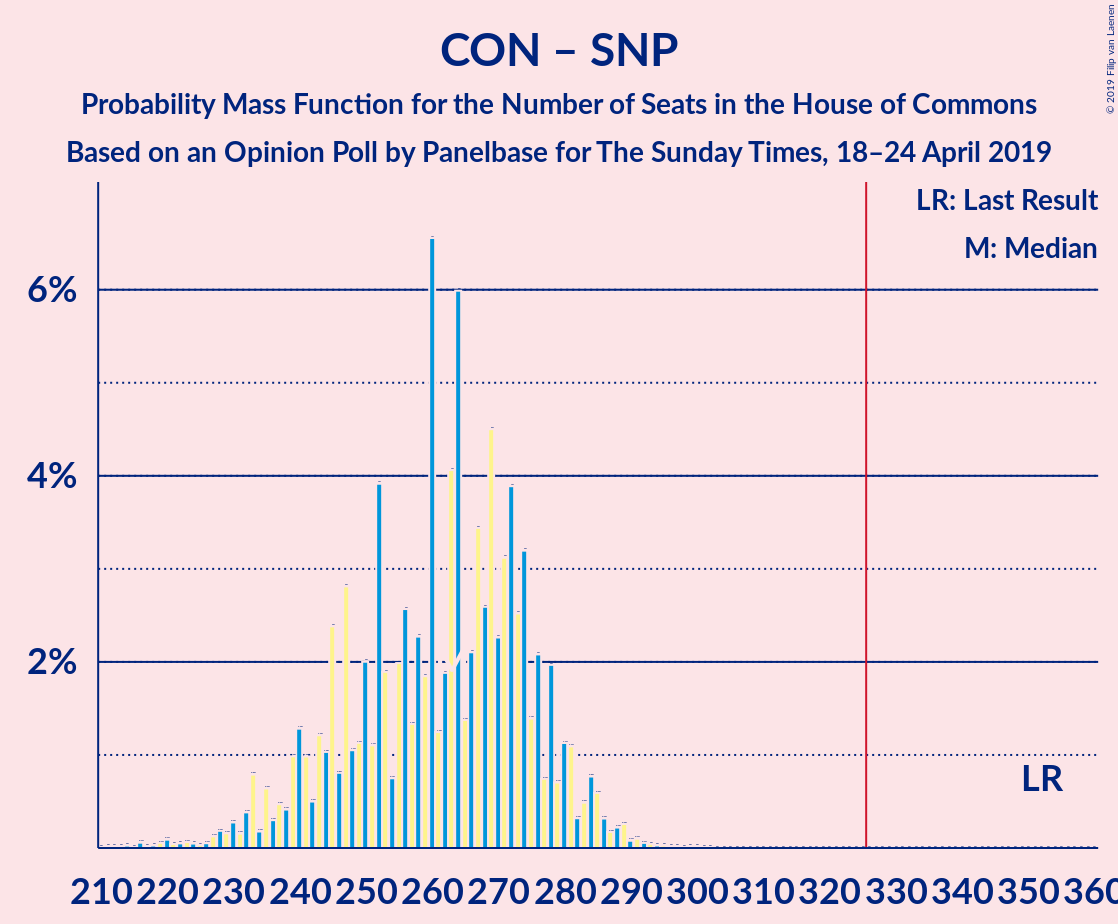 CON – SNP
Probability Mass Function for the Number of Seats in the House of Commons
Based on an Opinion Poll by Panelbase for The Sunday Times, 18–24 April 2019
© 2019 Filip van Laenen
LR: Last Result
M: Median
6%
4%
2%
LR
210 220 230 240 250 260 270 280 290 300 310 320 330 340 350 360